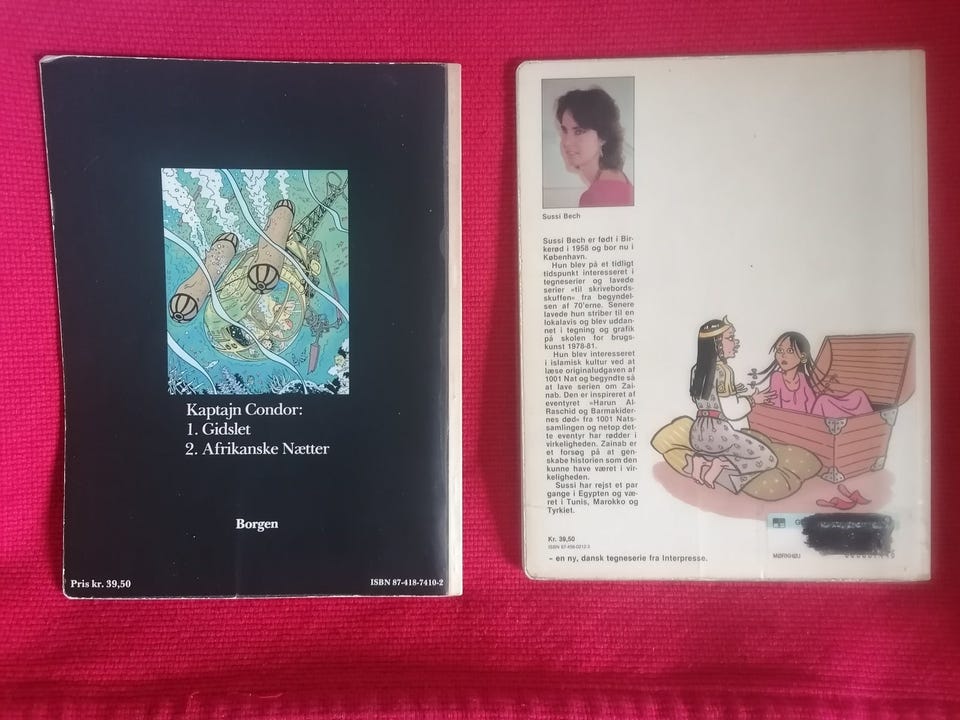 Kaptajn Condor:
1. Gidslet
2. Afrikanske Nætter
Borgen
Pris kr. 39,50
ISBN 87-418-7410-2
Sussi Bech
Sussi Bech er født i Bir-
kerød i 1958 og bor nu i
København.
Hun blev på et tidligt
tidspunkt interesseret i
tegneserier og lavede
serier »til skrivebords-
skuffen« fra begyndel-
sen af 70'erne. Senere
lavede hun striber til en
lokalavis og blev uddan-
net i tegning og grafik
på skolen for brugs-
kunst 1978-81.
Hun blev interesseret
i islamisk kultur ved at
læse originaludgaven af
1001 Nat og begyndte så
at lave serien om Zai-
nab. Den er inspireret af
eventyret »Harun Al-
Raschid og Barmakider-
nes død« fra 1001 Nats-
samlingen og netop det-
te eventyr har rødder i
virkeligheden. Zainab er
et forsøg på at gen-
skabe historien som den
kunne have været i vir-
keligheden.
Sussi har rejst et par
gange i Egypten og væ-
ret i Tunis, Marokko og
Tyrkiet.
Kr. 39,50
ISBN 87-456-0212-3
– en ny, dansk tegneserie fra Interpresse.
MØRKHØJ